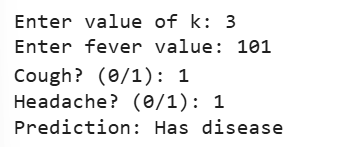 Enter value of k: 3
Enter fever value: 101
Cough? (0/1): 1
Headache? (0/1): 1
Prediction: Has disease